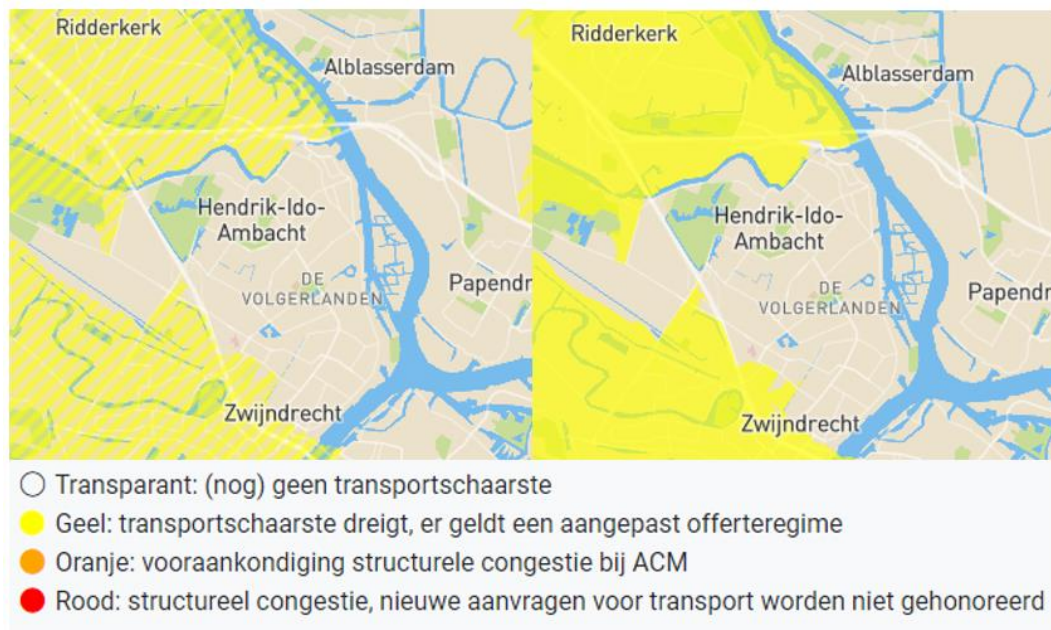 Ridderkerk
Alblasserdam
Hendrik-Ido-
Ambacht
DE
VOLGERLANDEN
Papendr
Zwijndrecht
Ridderkerk
Alblasserdam
Hendrik-Ido-
Ambacht
DE
VOLGERLANDEN
Papendr
Zwijndrecht
Transparant: (nog) geen transportschaarste
Geel: transportschaarste dreigt, er geldt een aangepast offerteregime
Oranje: vooraankondiging structurele congestie bij ACM
Rood: structureel congestie, nieuwe aanvragen voor transport worden niet gehonoreerd